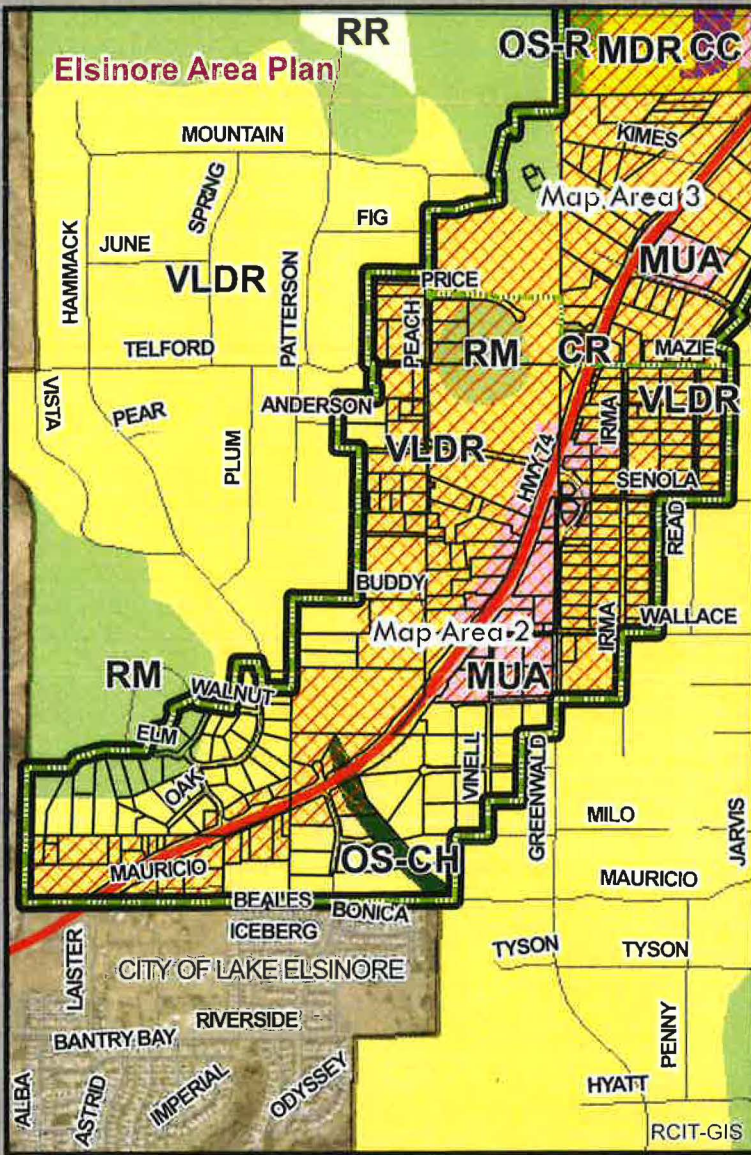 RR
OS-R
MDR
CC
Elsinore Area Plan
MOUNTAIN
KIMES
SPRING
Map Area 3
FIG
HAMMACK
JUNE
MUA
VLDR
PATTERSON
PRICE
PEACH
RM
CR
MAZIE
TELFORD
VISTA
ANDERSON
VLDR
PEAR
IRMA
PLUM
VLDR
HWY 74
SENOLA
READ
BUDDY
IRMA
WALLACE
Map Area 2
RM
WALNUT
MUA
ELM
OAK
VINELL
GREENWALD
MILO
JARVIS
OS-CH
MAURICIO
MAURICIO
BEALES
BONICA
ICEBERG
LAISTER
TYSON
TYSON
CITY OF LAKE ELSINORE
RIVERSIDE
BANTRY BAY
PENNY
ALBA
ASTRID
IMPERIAL
ODYSSEY
HYATT
RCIT-GIS